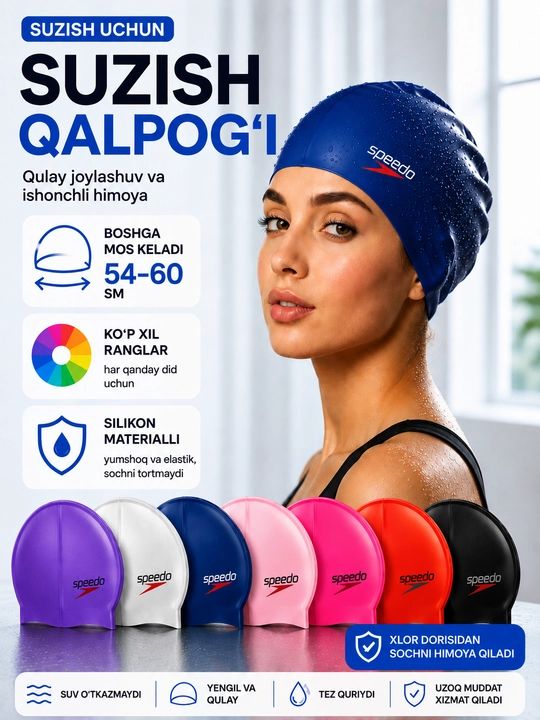 SUZISH UCHUN
SUZISH
QALPOG‘I
Qulay joylashuv va
ishonchli himoya
BOSHGA
MOS KELADI
54–60
SM
KO‘P XIL
RANGLAR
har qanday did
uchun
SILIKON
MATERIALLI
yumshoq va elastik,
sochni tortmaydi
speedo
speedo
speedo
speedo
speedo
speedo
speedo
speedo
XLOR DORISIDAN
SOCHNI HIMOYA QILADI
SUV O‘TKAZMAYDI
YENGIL VA
QULAY
TEZ QURIYDI
UZOQ MUDDAT
XIZMAT QILADI